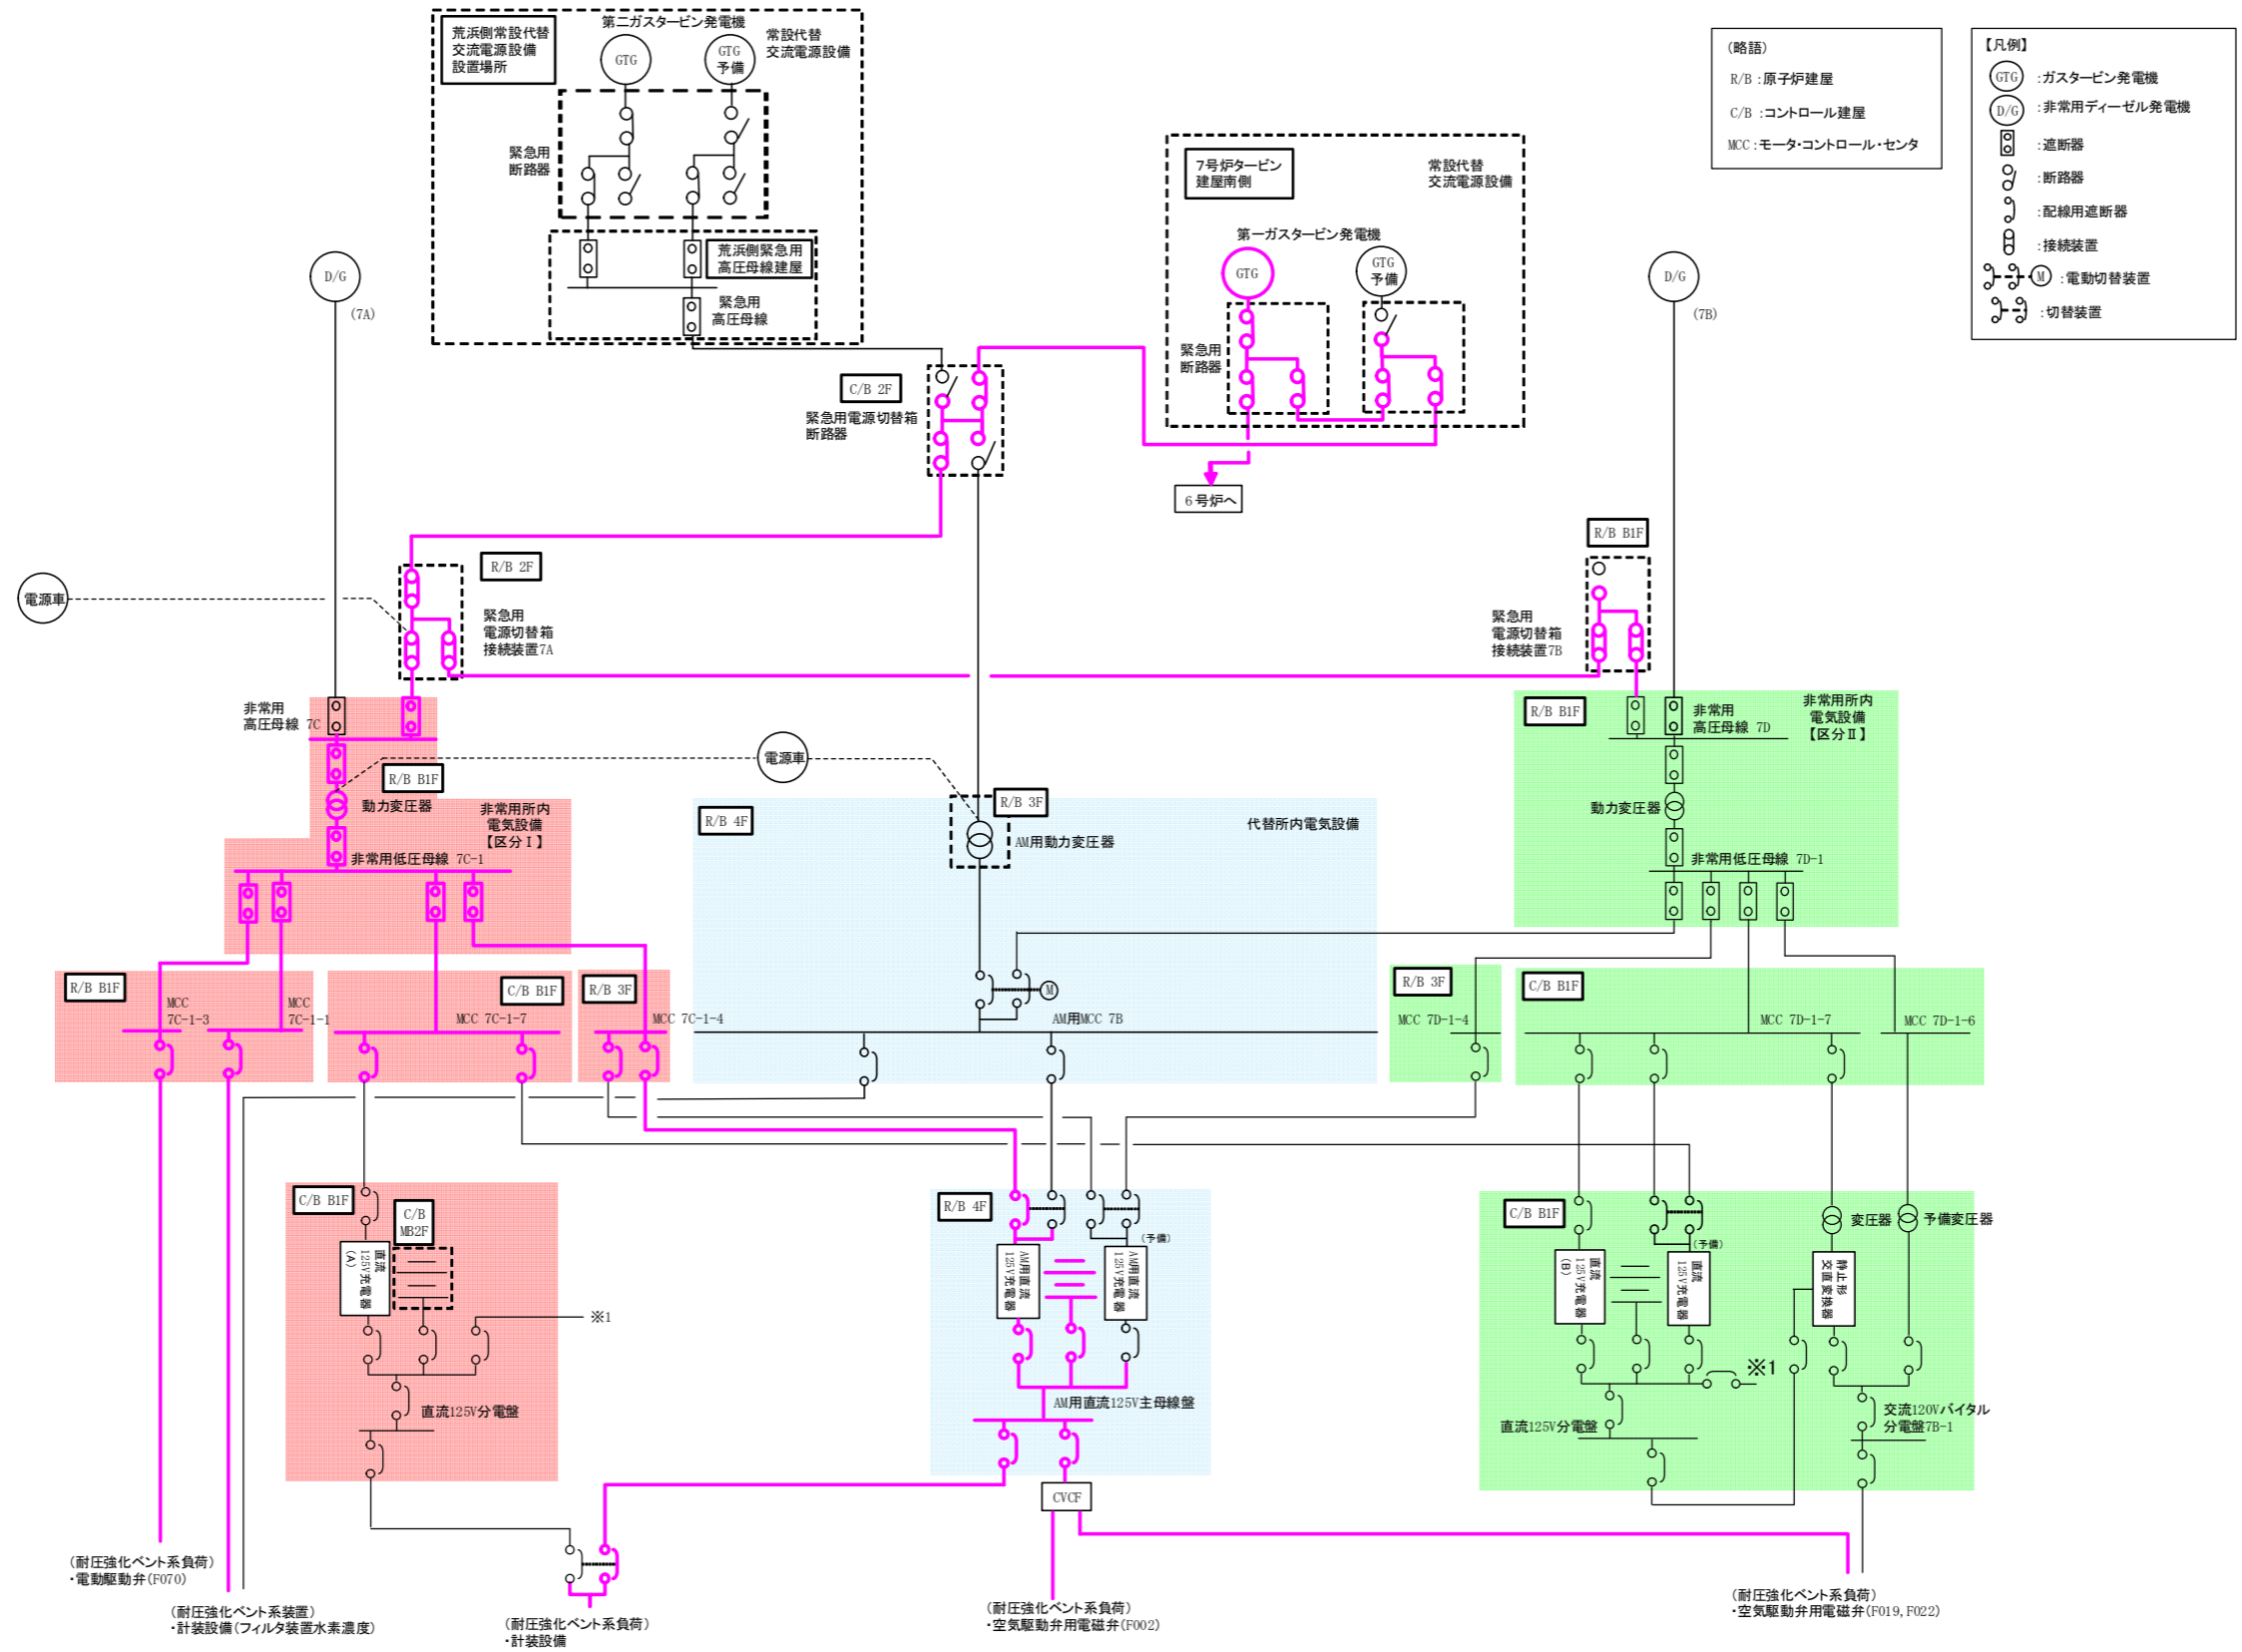 荒浜側常設代替
交流電源設備
設置場所
第二ガスタービン発電機
GTG
GTG
予備
常設代替
交流電源設備
緊急用
断路器
荒浜側緊急用
高圧母線建屋
緊急用
高圧母線
(略語)
R/B :原子炉建屋
C/B :コントロール建屋
MCC :モータ・コントロール・センタ
【凡例】
GTG :ガスタービン発電機
D/G :非常用ディーゼル発電機
:遮断器
:断路器
:配線用遮断器
:接続装置
M :電動切替装置
:切替装置
7号炉タービン
建屋南側
常設代替
交流電源設備
第一ガスタービン発電機
GTG
GTG
予備
緊急用
断路器
6号炉へ
D/G
(7A)
D/G
(7B)
C/B 2F
緊急用電源切替箱
断路器
電源車
R/B 2F
緊急用
電源切替箱
接続装置7A
R/B B1F
緊急用
電源切替箱
接続装置7B
非常用
高圧母線 7C
R/B B1F
動力変圧器
非常用所内
電気設備
【区分Ⅰ】
非常用低圧母線 7C-1
電源車
R/B 4F
R/B 3F
AM用動力変圧器
代替所内電気設備
M
AM用MCC 7B
R/B B1F
非常用
高圧母線 7D
非常用所内
電気設備
【区分Ⅱ】
動力変圧器
非常用低圧母線 7D-1
R/B B1F
MCC
7C-1-3
MCC
7C-1-1
C/B B1F
MCC 7C-1-7
R/B 3F
MCC 7C-1-4
R/B 3F
MCC 7D-1-4
C/B B1F
MCC 7D-1-7
MCC 7D-1-6
C/B B1F
C/B
MB2F
直流
125V充電器
(A)
※1
直流125V分電盤
R/B 4F
AM用直流
125V充電器
(予備)
AM用直流
125V充電器
AM用直流125V主母線盤
CVCF
C/B B1F
直流
125V充電器
(B)
(予備)
直流
125V充電器
変圧器
予備変圧器
静止形
交直変換器
※1
直流125V分電盤
交流120Vバイタル
分電盤7B-1
(耐圧強化ベント系負荷)
・電動駆動弁(F070)
(耐圧強化ベント系装置)
・計装設備(フィルタ装置水素濃度)
(耐圧強化ベント系負荷)
・計装設備
(耐圧強化ベント系負荷)
・空気駆動弁用電磁弁(F002)
(耐圧強化ベント系負荷)
・空気駆動弁用電磁弁(F019,F022)